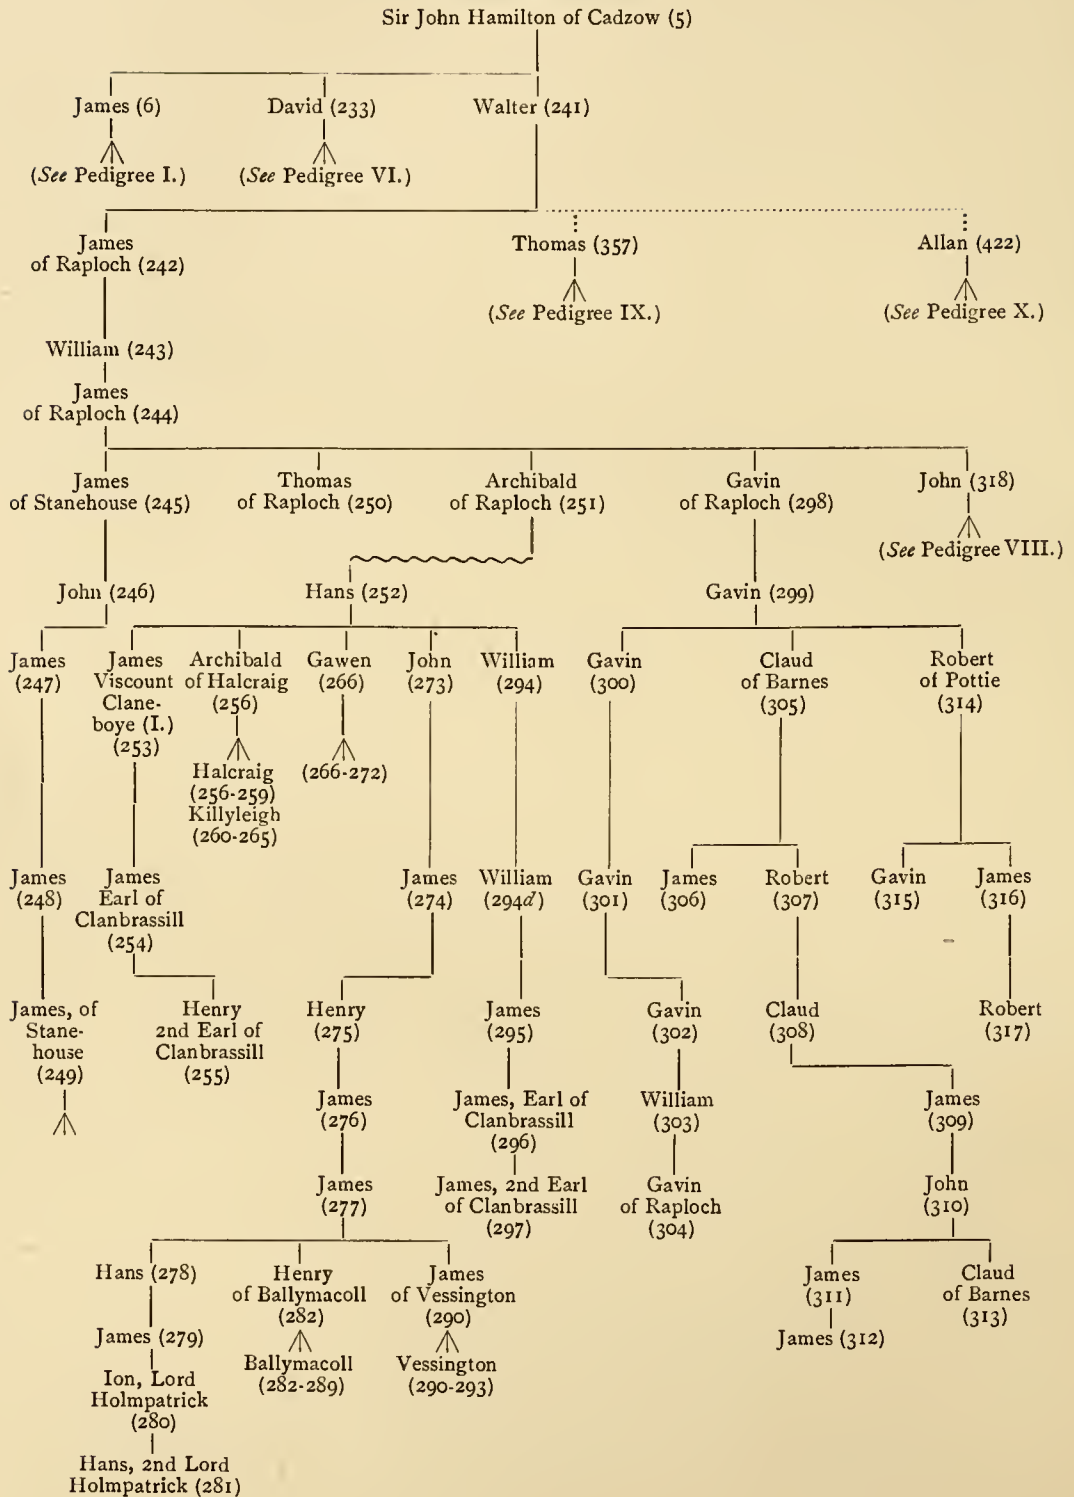 Sir John Hamilton of Cadzow (5)
James (6)
David (233)
Walter (241)
(See Pedigree I.)
(See Pedigree VI.)
James
of Raploch (242)
Thomas (357)
(See Pedigree IX.)
Allan (422)
(See Pedigree X.)
William (243)
James
of Raploch (244)
James
of Stanehouse (245)
Thomas
of Raploch (250)
Archibald
of Raploch (251)
Gavin
of Raploch (298)
John (318)
(See Pedigree VIII.)
John (246)
Hans (252)
Gavin (299)
James
(247)
James
Viscount
Clane-
boye (I.)
(253)
Archibald
of Halcraig
(256)
Halcraig
(256-259)
Killyleigh
(260-265)
Gawen
(266)
(266-272)
John
(273)
William
(294)
Gavin
(300)
Claud
of Barnes
(305)
Robert
of Pottie
(314)
James
(248)
James
Earl of
Clanbrassill
(254)
James
(274)
William
(294d)
Gavin
(301)
James
(306)
Robert
(307)
Gavin
(315)
James
(316)
James, of
Stane-
house
(249)
Henry
2nd Earl of
Clanbrassill
(255)
Henry
(275)
James
(295)
Gavin
(302)
Claud
(308)
Robert
(317)
James
(276)
James, Earl of
Clanbrassill
(296)
William
(303)
James
(309)
James
(277)
James, 2nd Earl
of Clanbrassill
(297)
Gavin
of Raploch
(304)
John
(310)
Hans (278)
Henry
of Ballymacoll
(282)
James
of Vessington
(290)
James
(311)
Claud
of Barnes
(313)
James (279)
Ballymacoll
(282-289)
Vessington
(290-293)
James (312)
Ion, Lord
Holmpatrick
(280)
Hans, 2nd Lord
Holmpatrick (281)